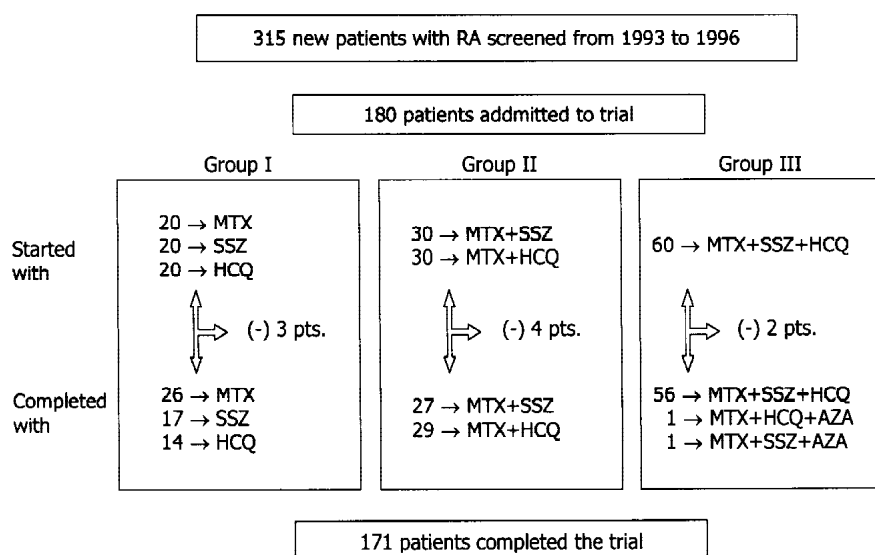 315 new patients with RA screened from 1993 to 1996
180 patients addmitted to trial
Group I
Group II
Group III
Started
with
20 → MTX
20 → SSZ
20 → HCQ
30 → MTX+SSZ
30 → MTX+HCQ
60 → MTX+SSZ+HCQ
(-) 3 pts.
(-) 4 pts.
(-) 2 pts.
Completed
with
26 → MTX
17 → SSZ
14 → HCQ
27 → MTX+SSZ
29 → MTX+HCQ
56 → MTX+SSZ+HCQ
1 → MTX+HCQ+AZA
1 → MTX+SSZ+AZA
171 patients completed the trial